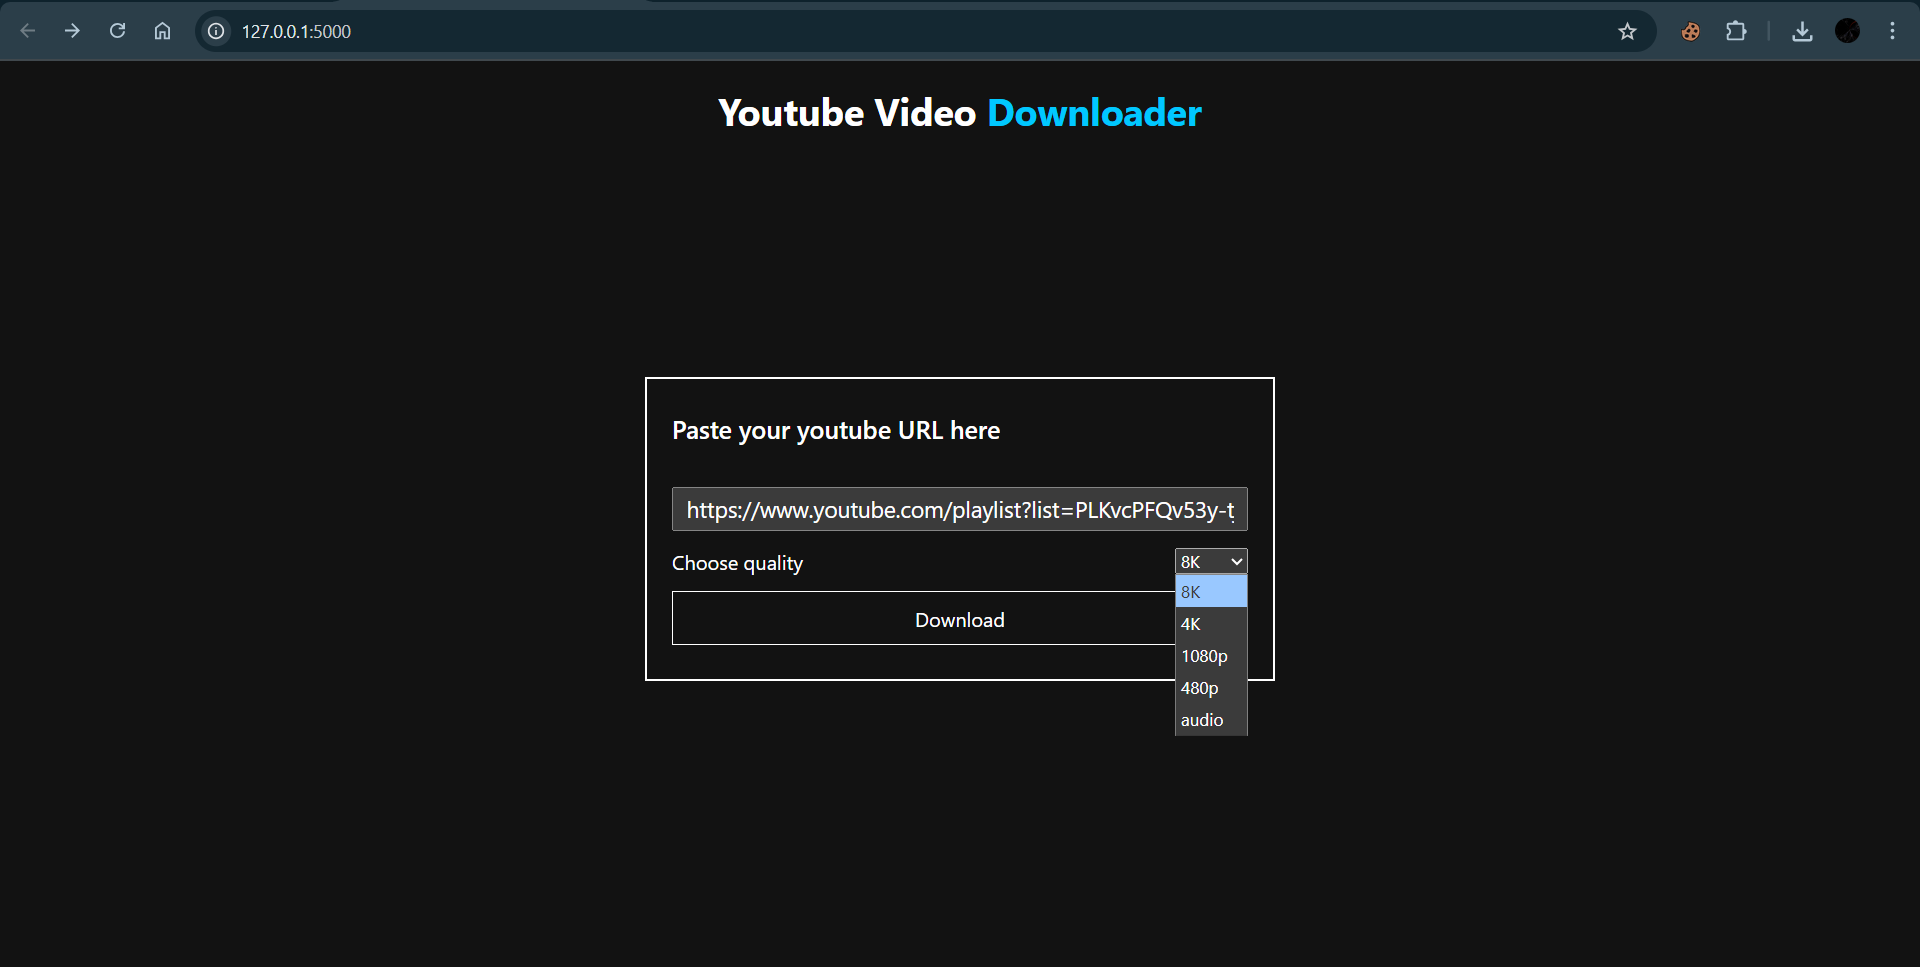 127.0.0.1:5000
Youtube Video Downloader
Paste your youtube URL here
https://www.youtube.com/playlist?list=PLKvcPFQv53y-t
Choose quality
8K
8K
4K
1080p
480p
audio
Download